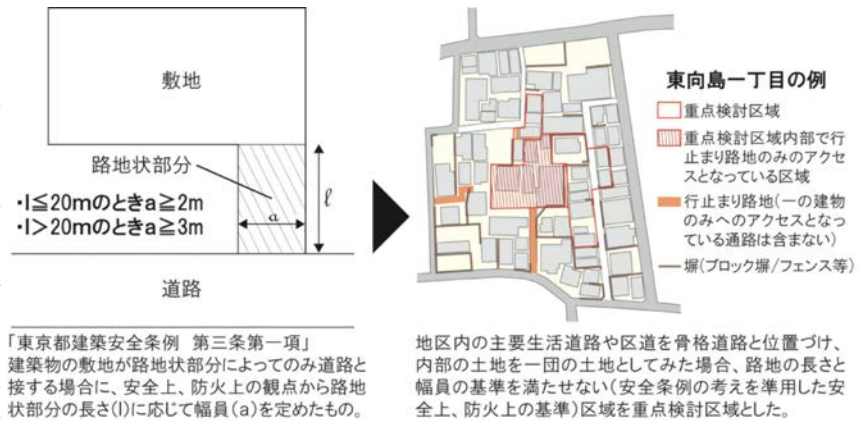 敷地
路地状部分
・l≦20mのときa≧2m
・l>20mのときa≧3m
a
ℓ
道路
「東京都建築安全条例 第三条第一項」
建築物の敷地が路地状部分によってのみ道路と
接する場合に、安全上、防火上の観点から路地
状部分の長さ(l)に応じて幅員(a)を定めたもの。
東向島一丁目の例
重点検討区域
重点検討区域内部で行
止まり路地のみのアクセ
スとなっている区域
行止まり路地(一の建物
のみへのアクセスとなっ
ている通路は含まない)
塀(ブロック塀/フェンス等)
地区内の主要生活道路や区道を骨格道路と位置づけ、
内部の土地を一団の土地としてみた場合、路地の長さと
幅員の基準を満たせない(安全条例の考えを準用した安
全上、防火上の基準)区域を重点検討区域とした。